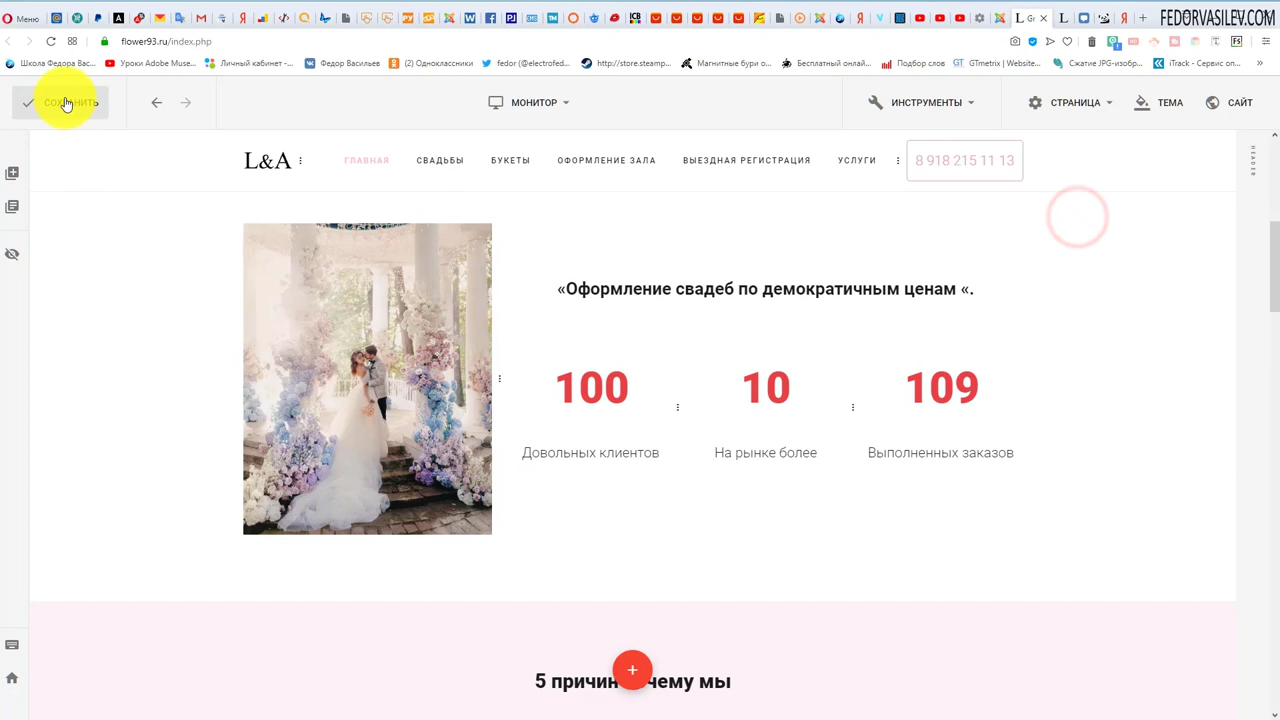 Меню
FEDORVASILEV.COM
flower93.ru/index.php
Школа Федора Вас...
Уроки Adobe Muse...
Личный кабинет -...
Федор Васильев
(2) Одноклассники
fedor (@electrofed...
http://store.steamp...
Магнитные бури о...
Бесплатный онлай...
Подбор слов
GTmetrix | Website...
Сжатие JPG-изобр...
iTrack - Сервис оп...
СОХРАНИТЬ
МОНИТОР
ИНСТРУМЕНТЫ
СТРАНИЦА
ТЕМА
САЙТ
L&A
ГЛАВНАЯ
СВАДЬБЫ
БУКЕТЫ
ОФОРМЛЕНИЕ ЗАЛА
ВЫЕЗДНАЯ РЕГИСТРАЦИЯ
УСЛУГИ
8 918 215 11 13
HEADER
«Оформление свадеб по демократичным ценам «.
100
10
109
Довольных клиентов
На рынке более
Выполненных заказов
5 причин
чему мы